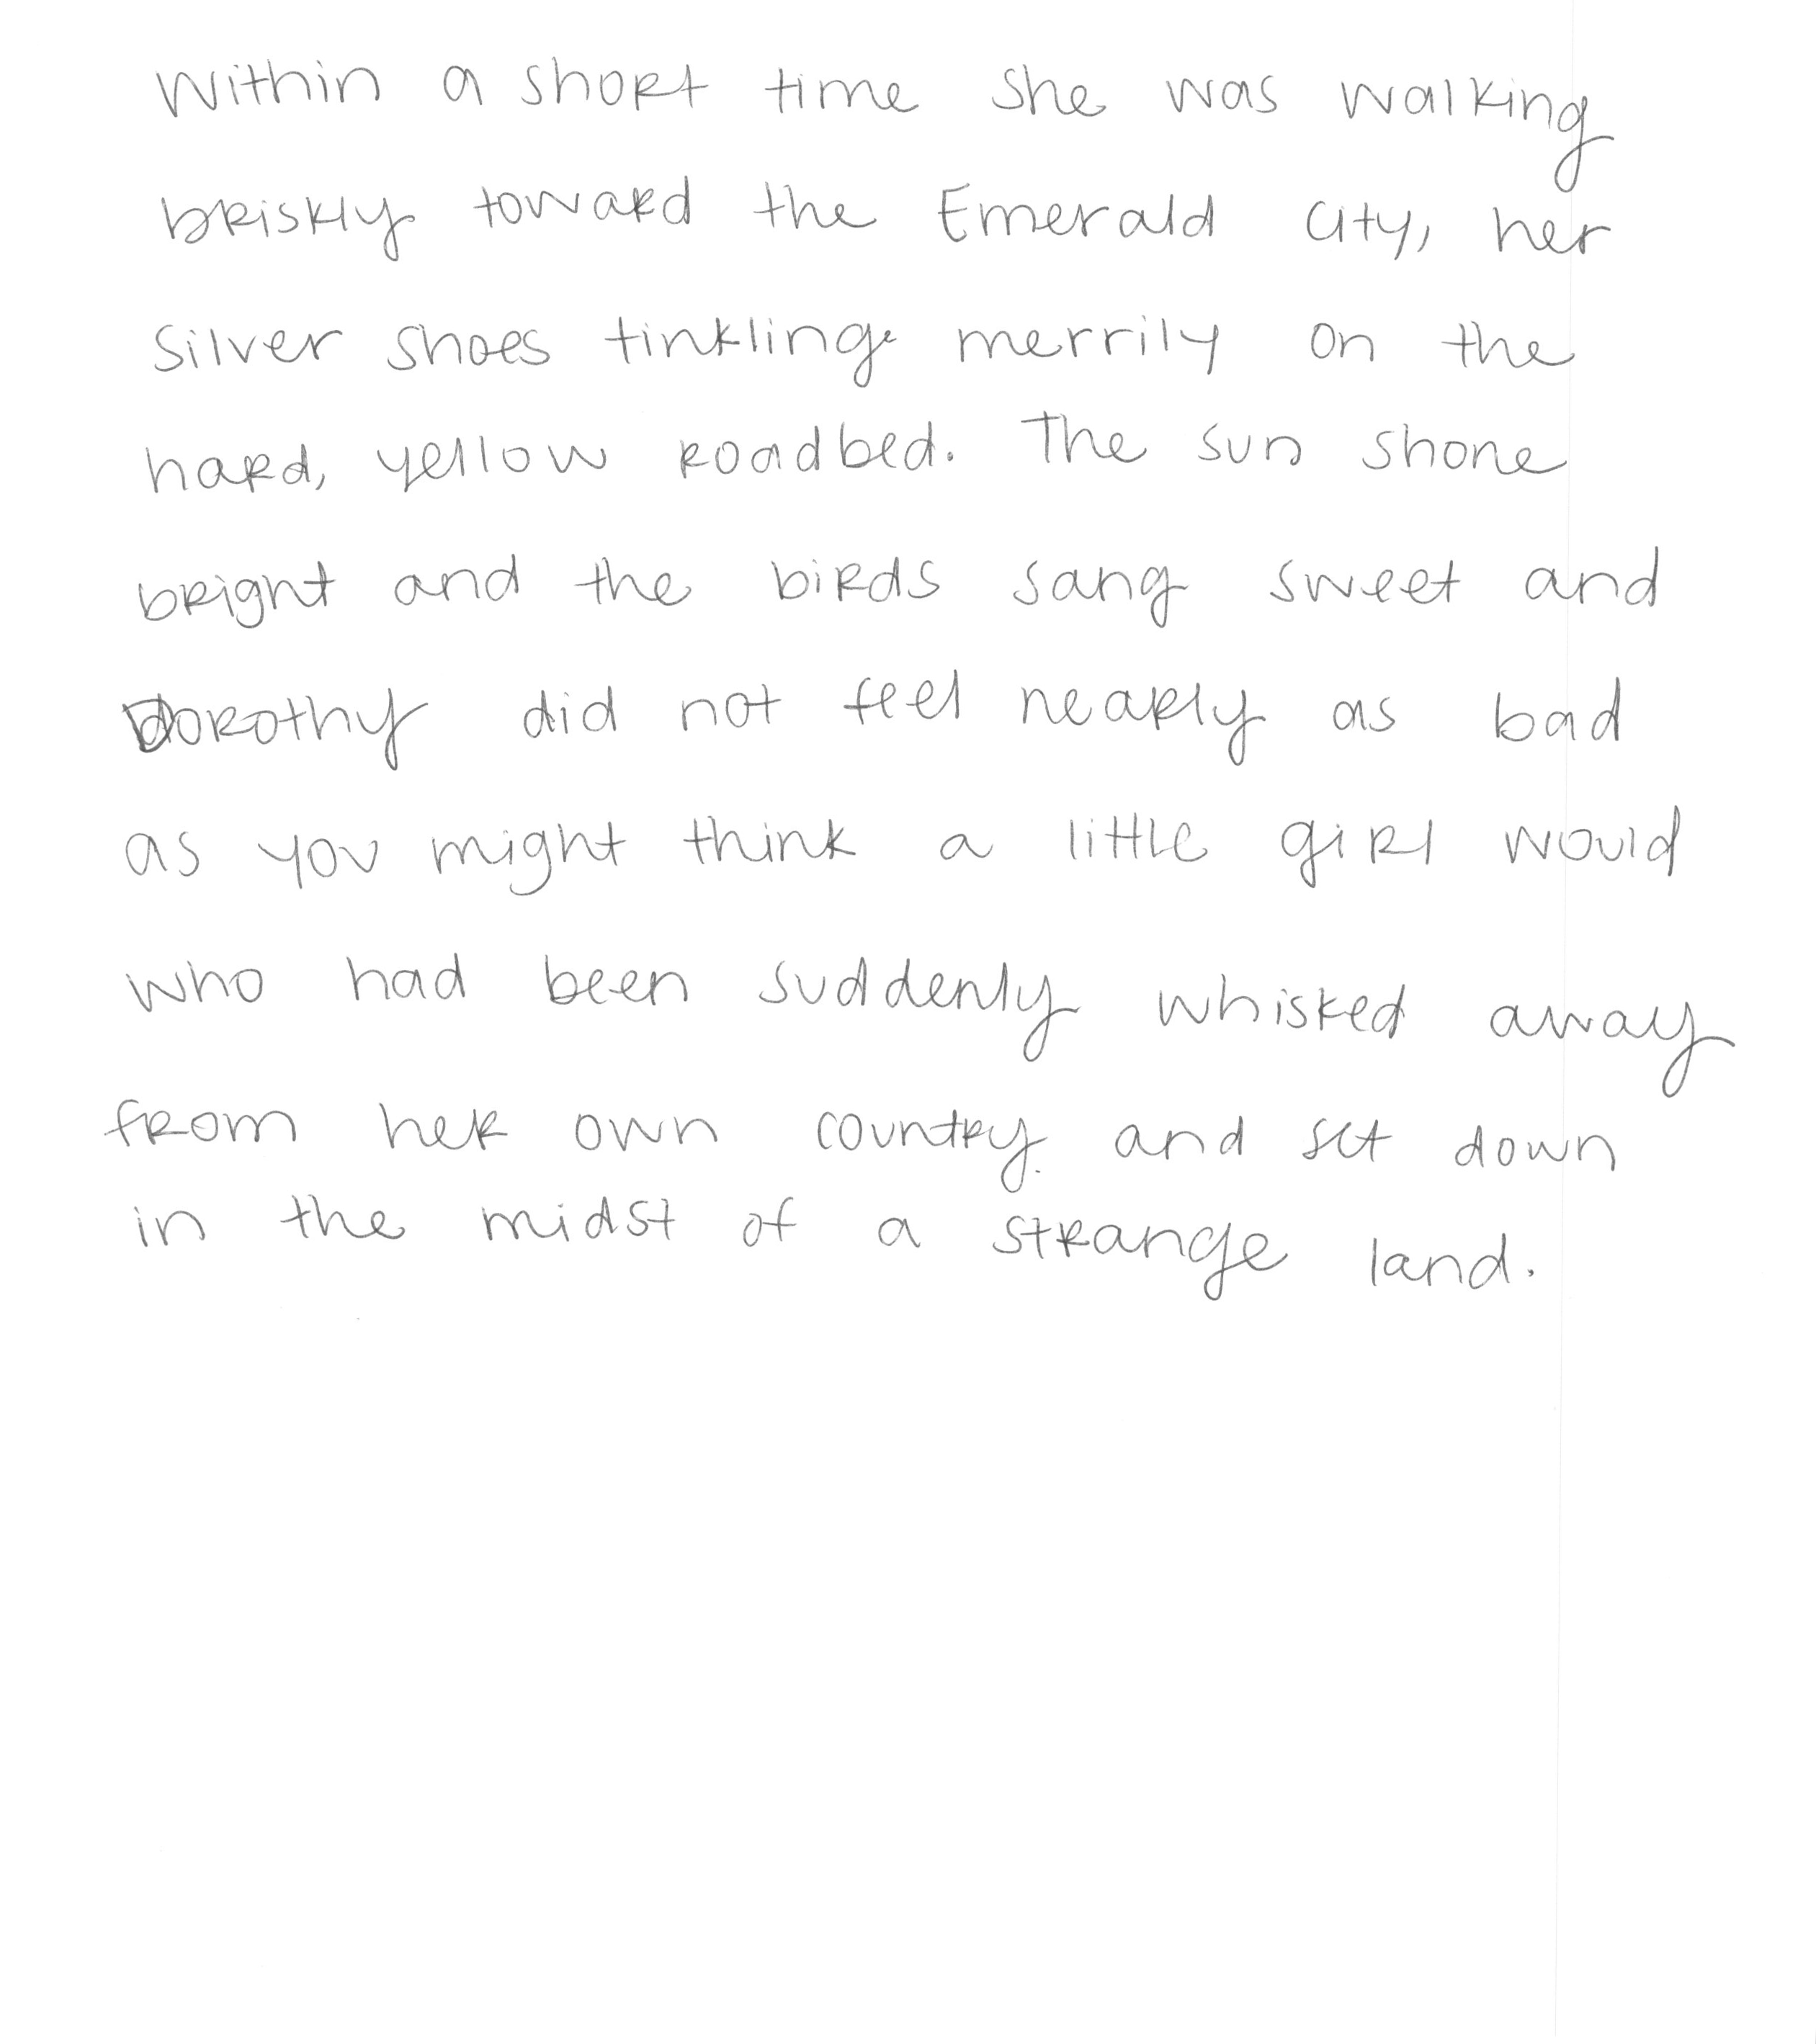 Within a short time she was walking
briskly toward the Emerald City, her
silver shoes tinkling merrily on the
hard, yellow roadbed. The sun shone
bright and the birds sang sweet and
Dorothy did not feel nearly as bad
as you might think a little girl would
who had been suddenly whisked away
from her own country and set down
in the midst of a strange land.